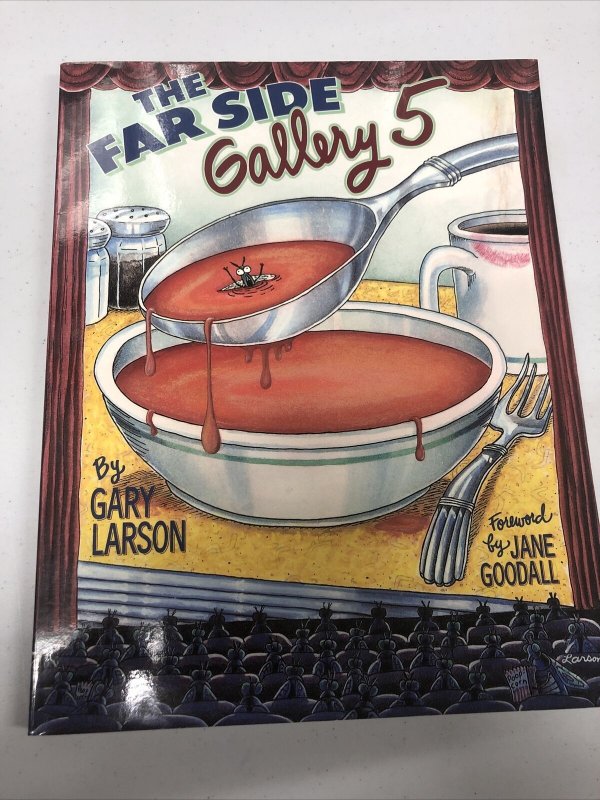 THE
FAR SIDE
Gallery 5
By
GARY
LARSON
Foreword
by JANE
GOODALL
Larson